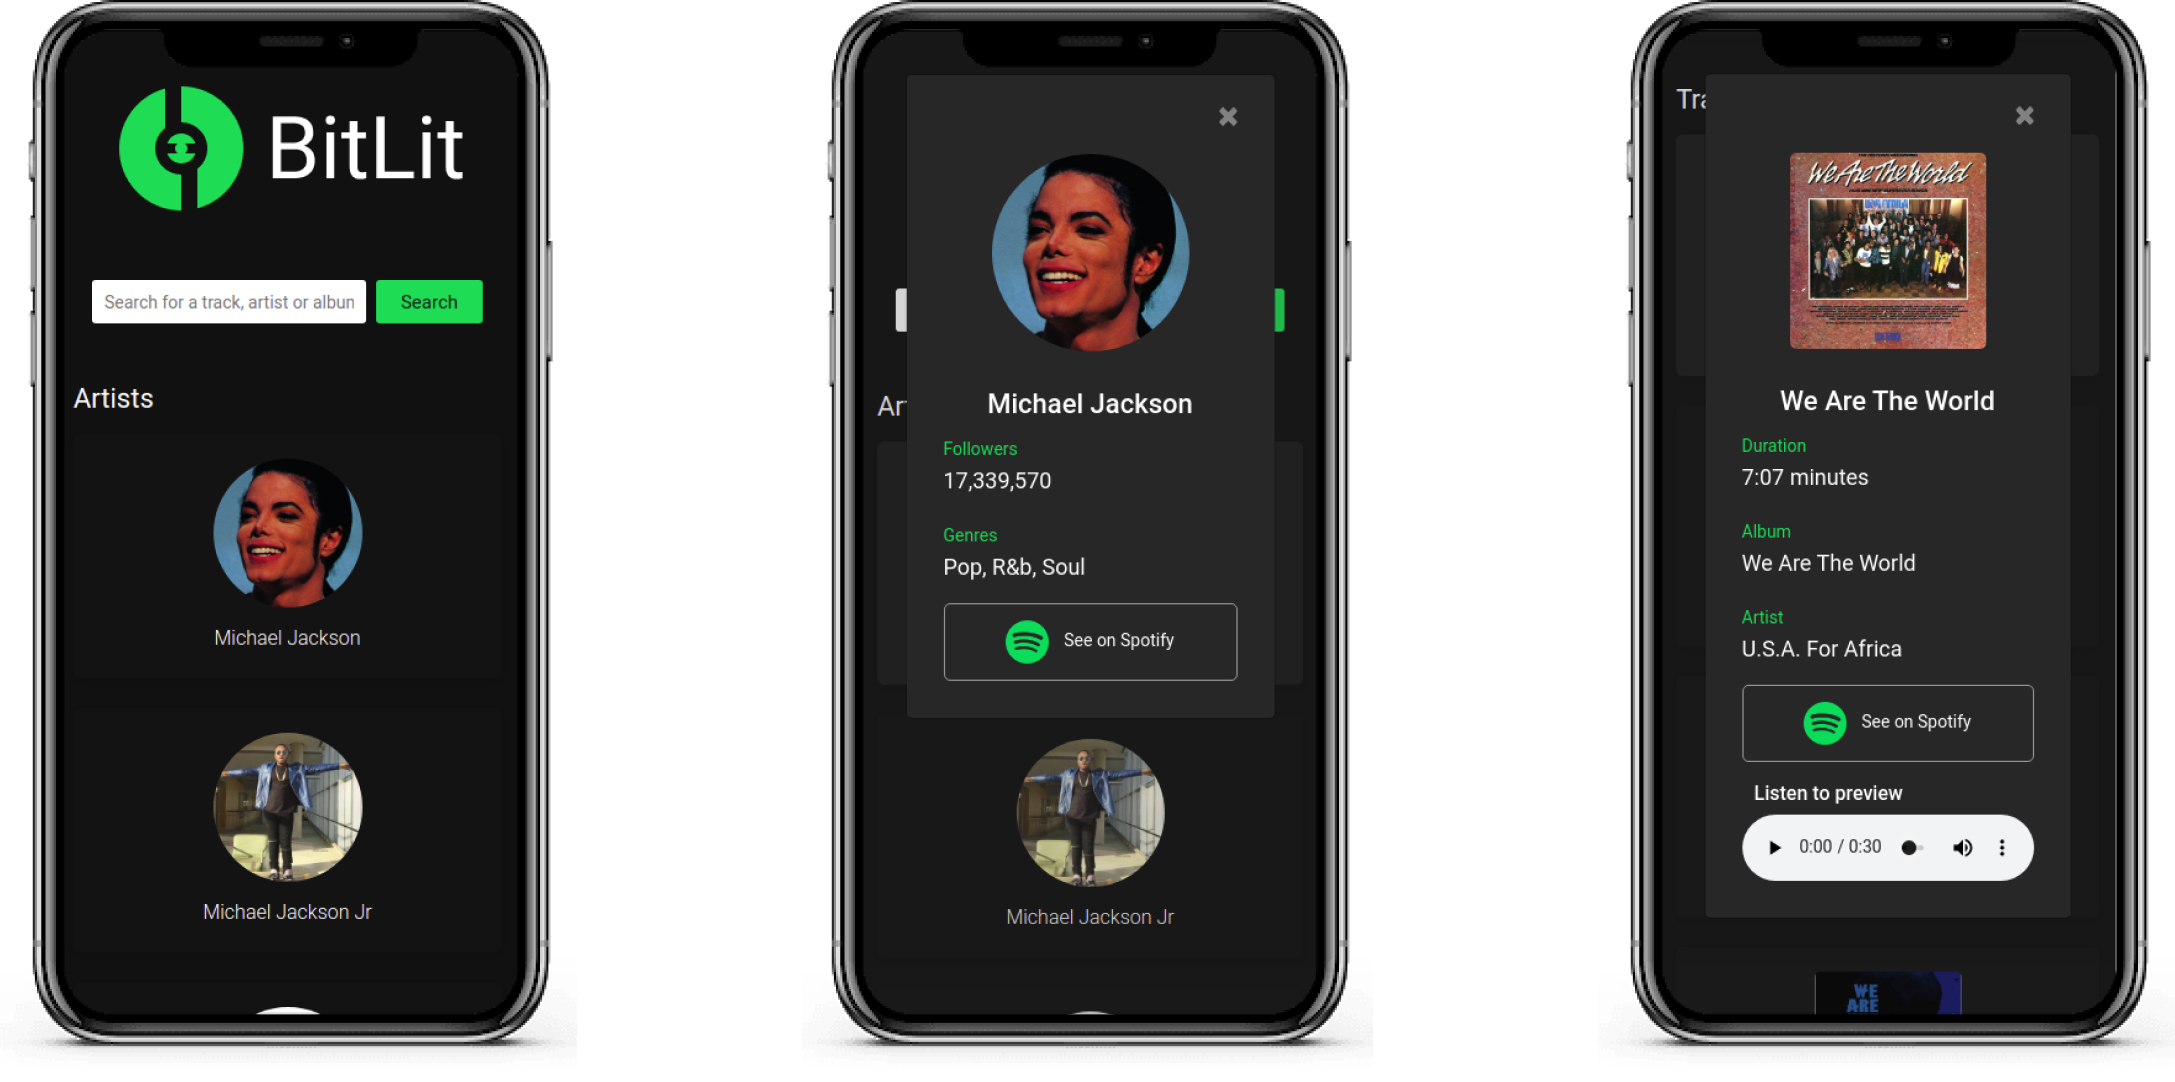 BitLit
Search for a track, artist or album
Search
Artists
Michael Jackson
Michael Jackson Jr
Michael Jackson
Followers
17,339,570
Genres
Pop, R&b, Soul
See on Spotify
Ar
Michael Jackson Jr
Tra
We Are The World
We Are The World
Duration
7:07 minutes
Album
We Are The World
Artist
U.S.A. For Africa
See on Spotify
Listen to preview
0:00 / 0:30
WE
ARE